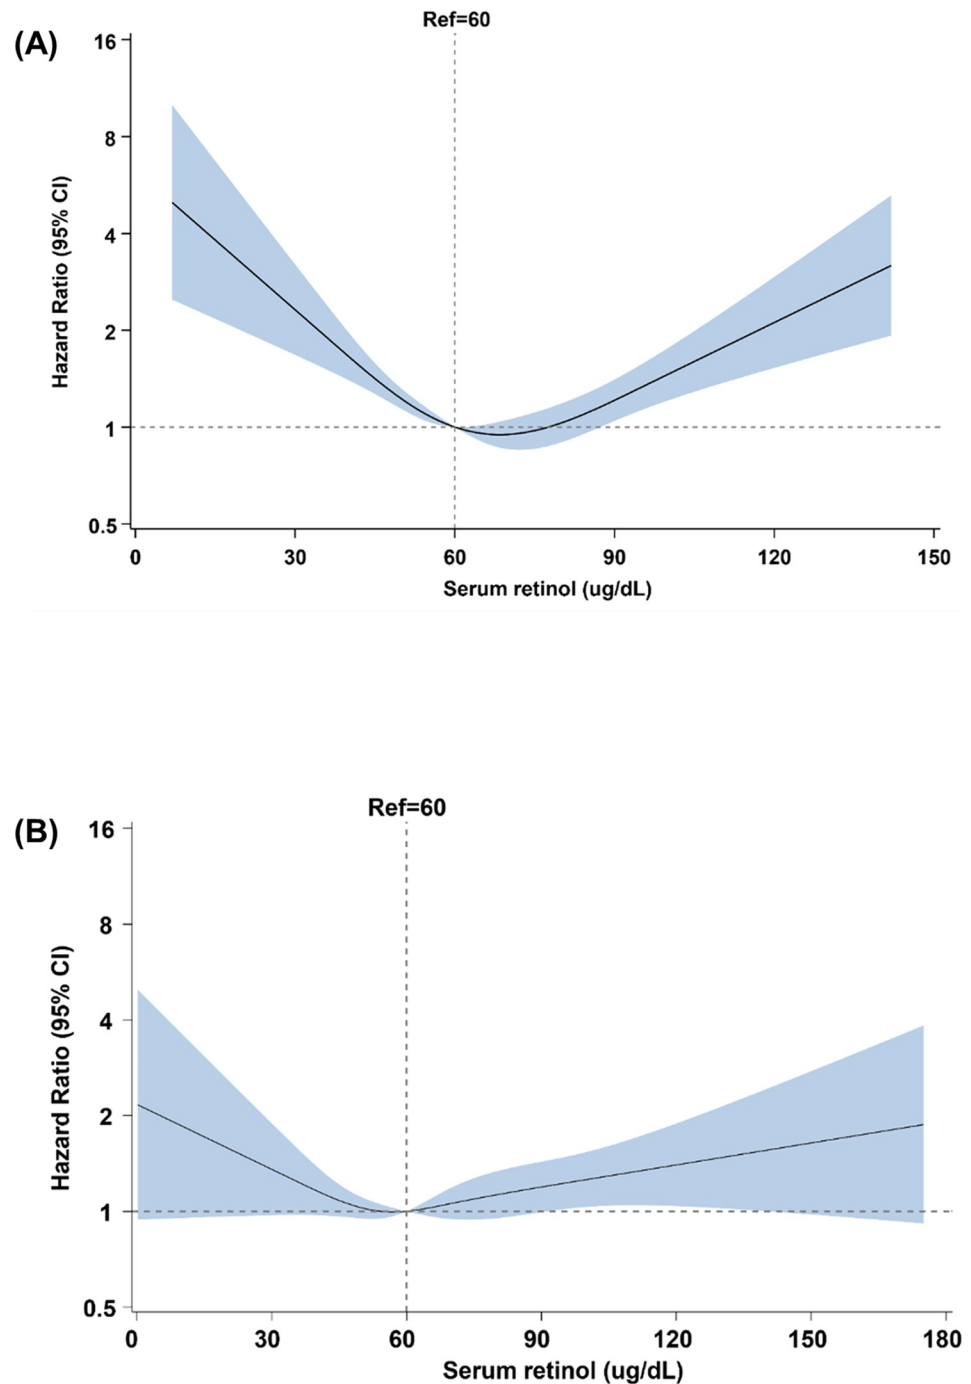 (A)
Ref=60
16
8
4
2
1
0.5
Hazard Ratio (95% CI)
0 30 60 90 120 150
Serum retinol (ug/dL)
(B)
Ref=60
16
8
4
2
1
0.5
Hazard Ratio (95% CI)
0 30 60 90 120 150 180
Serum retinol (ug/dL)